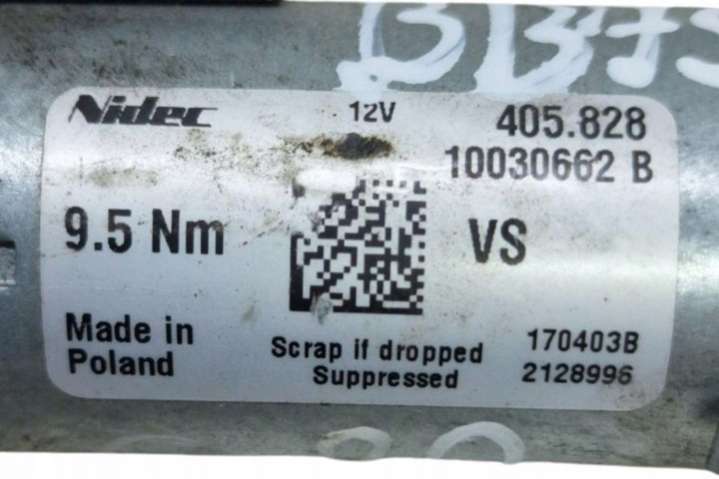 Nidec 12V 405.828
10030662 B
9.5 Nm VS
Made in
Poland
Scrap if dropped 170403B
Suppressed 2128996